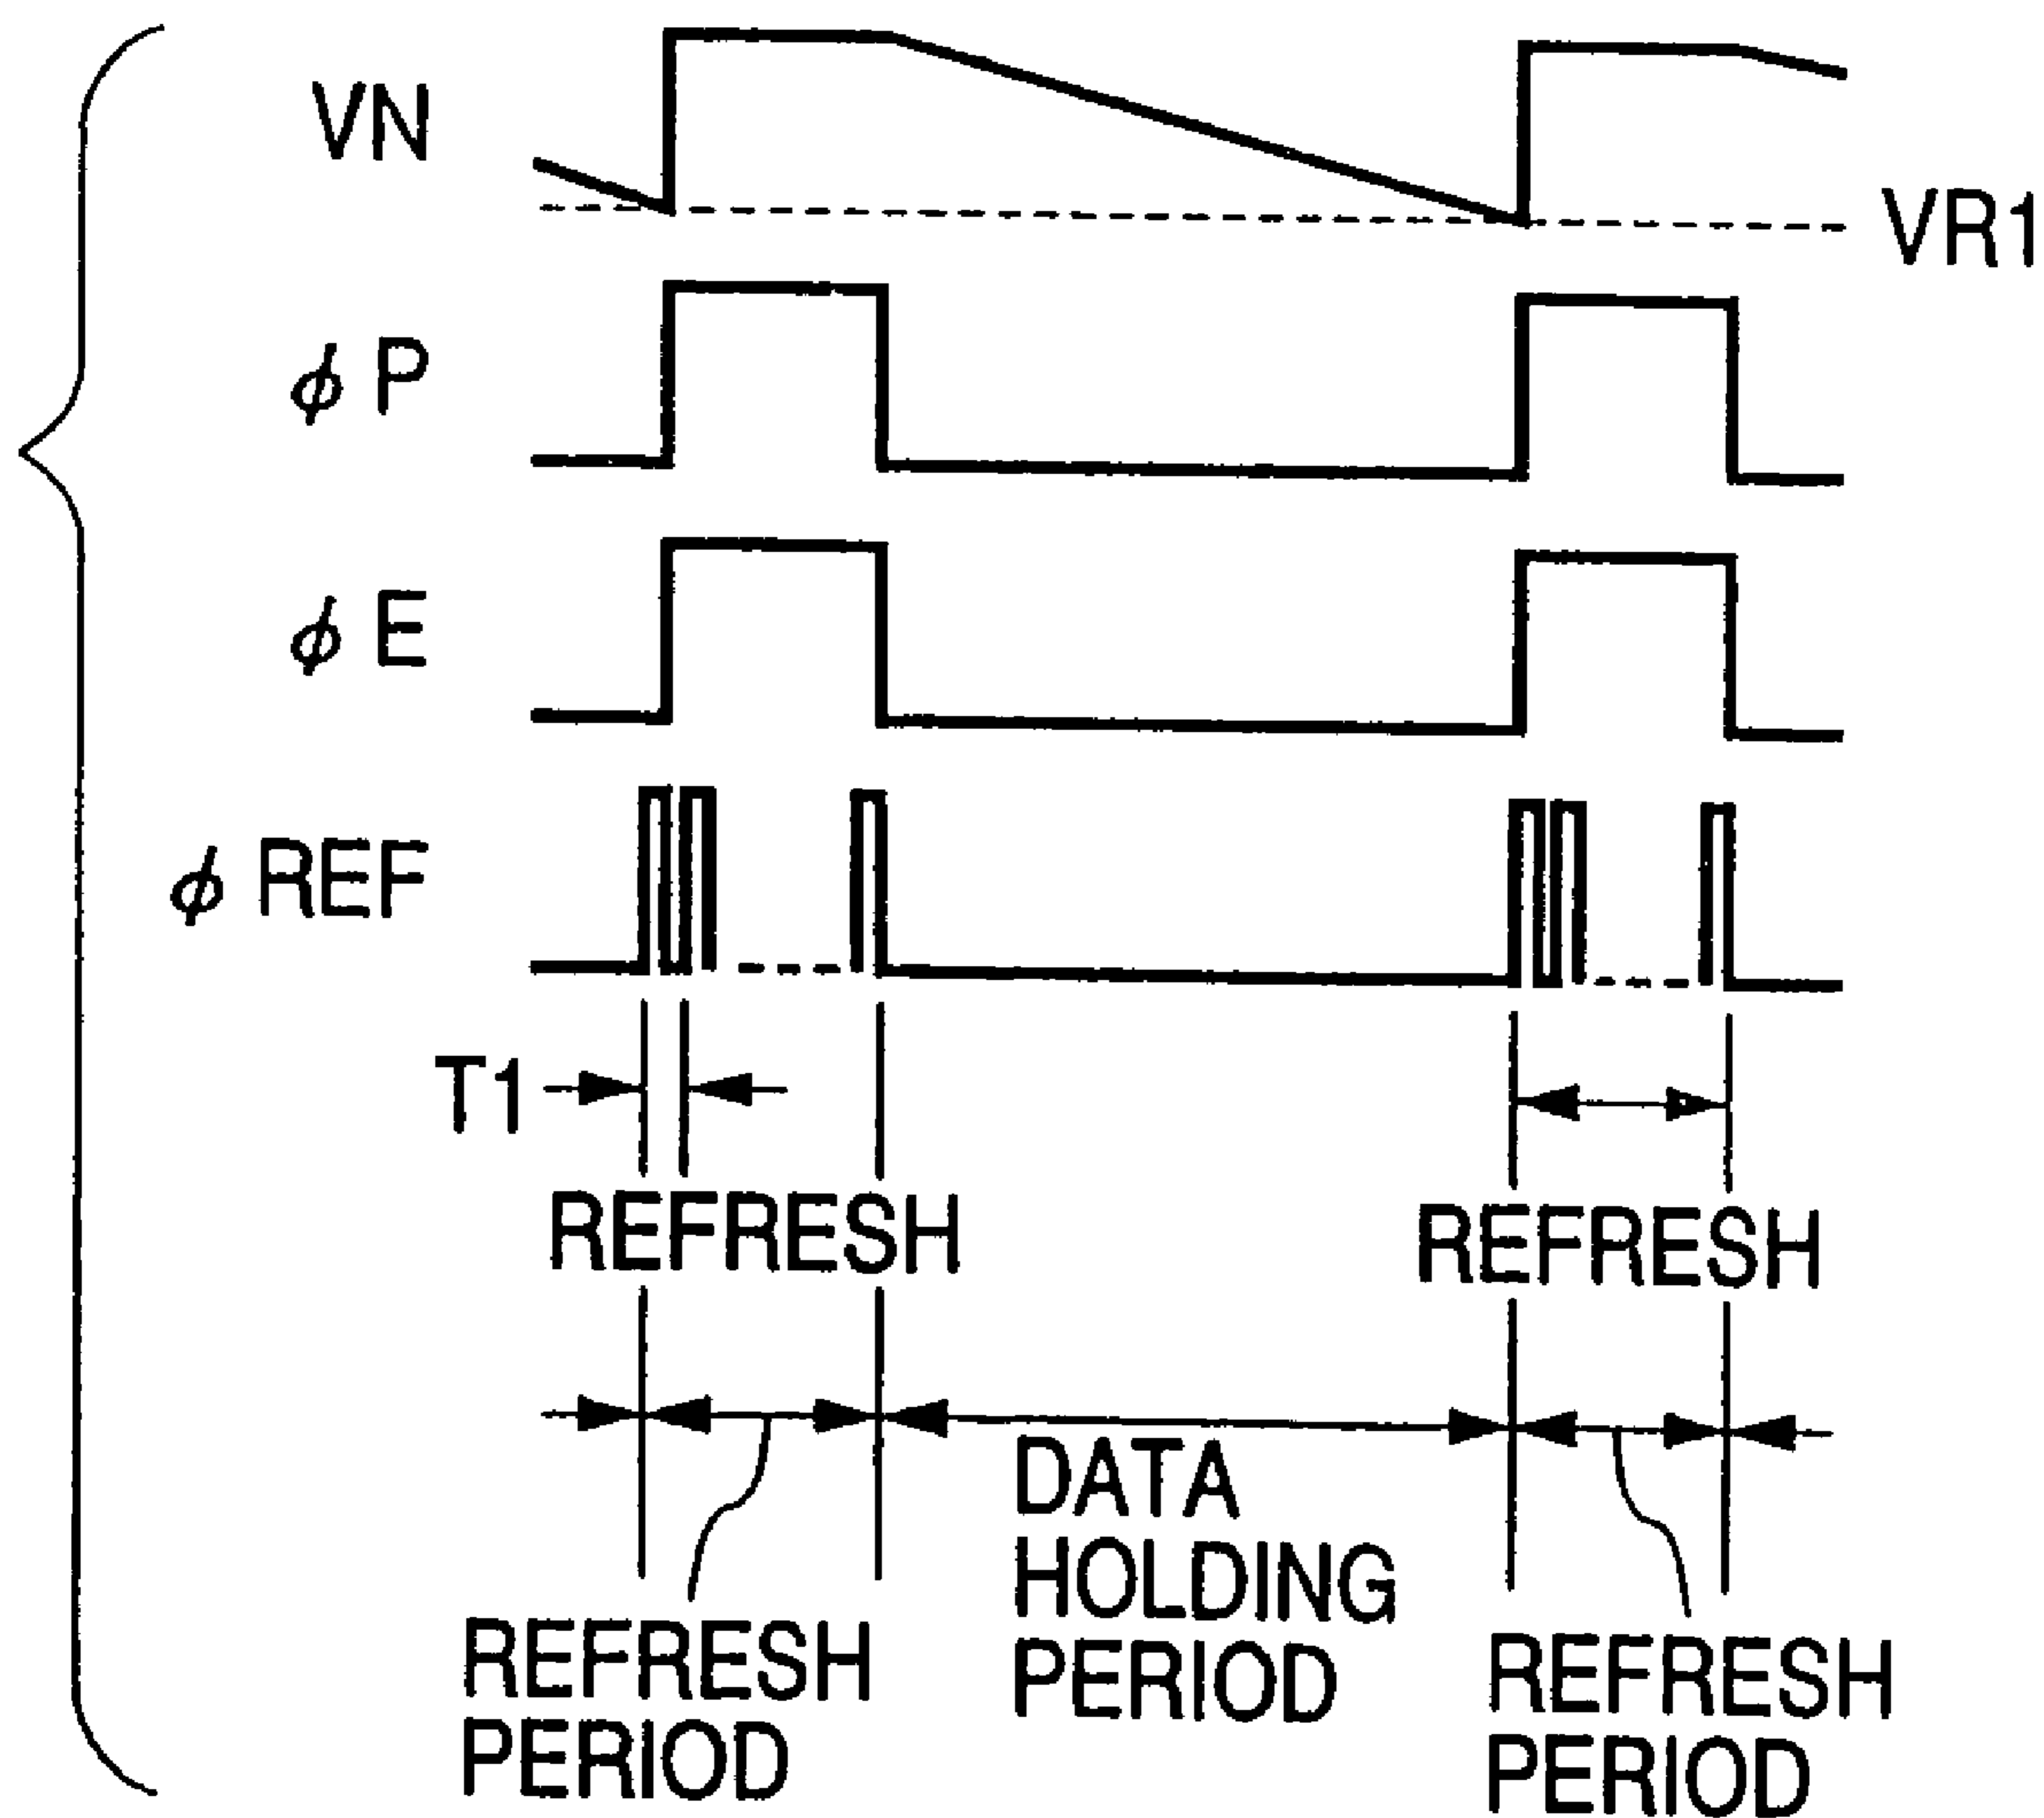 VN
VR1
φ P
φ E
φ REF
T1
REFRESH
REFRESH
DATA
HOLDING
PERIOD
REFRESH
PERIOD
REFRESH
PERIOD